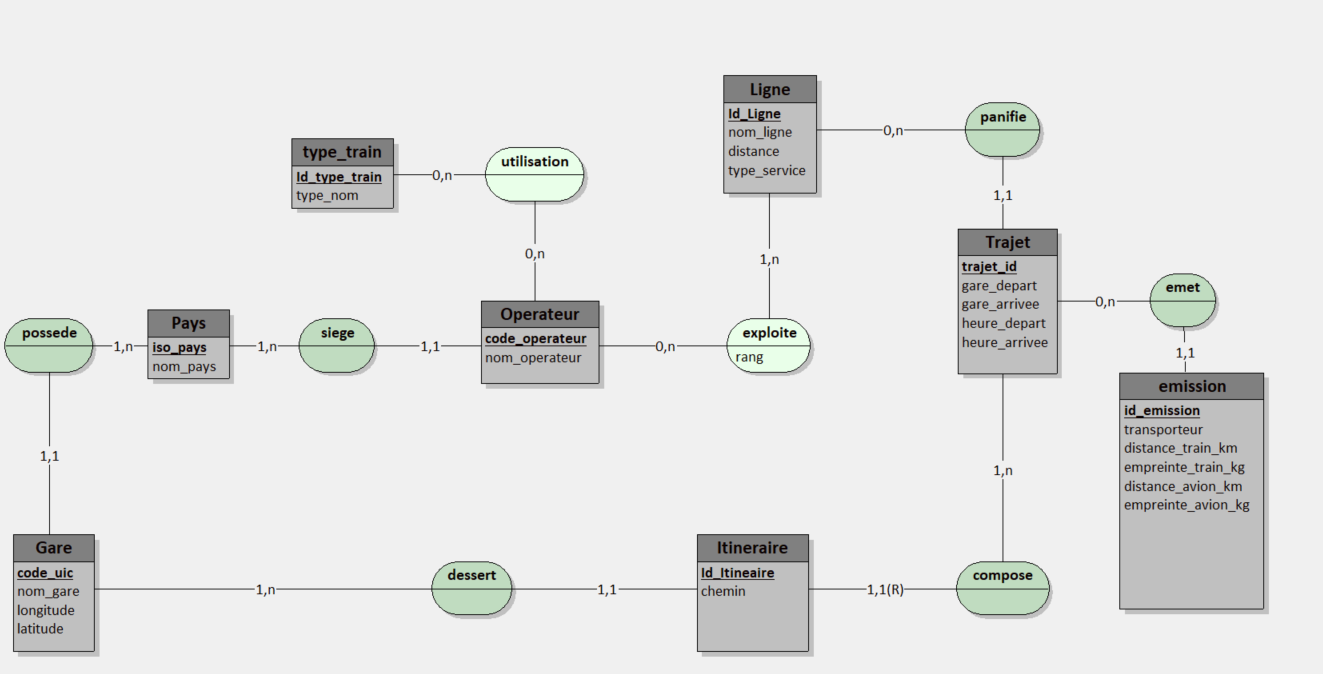 Ligne
Id_Ligne
nom_ligne
distance
type_service
0,n
panifie
type_train
Id_type_train
type_nom
0,n
utilisation
1,1
0,n
1,n
Trajet
trajet_id
gare_depart
gare_arrivee
heure_depart
heure_arrivee
0,n
emet
possede
1,n
Pays
iso_pays
nom_pays
1,n
siege
1,1
Operateur
code_operateur
nom_operateur
0,n
exploite
rang
1,1
emission
id_emission
transporteur
distance_train_km
empreinte_train_kg
distance_avion_km
empreinte_avion_kg
1,1
1,n
Gare
code_uic
nom_gare
longitude
latitude
1,n
dessert
1,1
Itineraire
Id_Itineaire
chemin
1,1(R)
compose